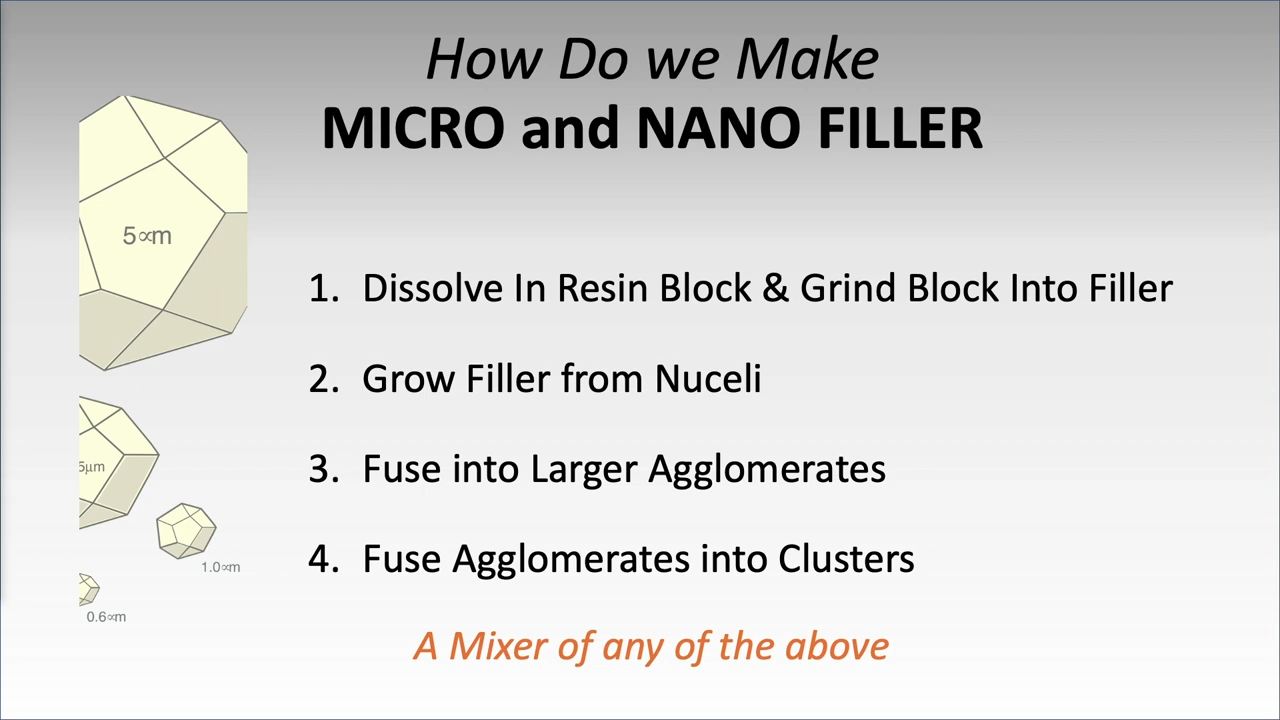 How Do we Make
MICRO and NANO FILLER
5∝m
5μm
1.0∝m
0.6∝m
1. Dissolve In Resin Block & Grind Block Into Filler
2. Grow Filler from Nuceli
3. Fuse into Larger Agglomerates
4. Fuse Agglomerates into Clusters
A Mixer of any of the above